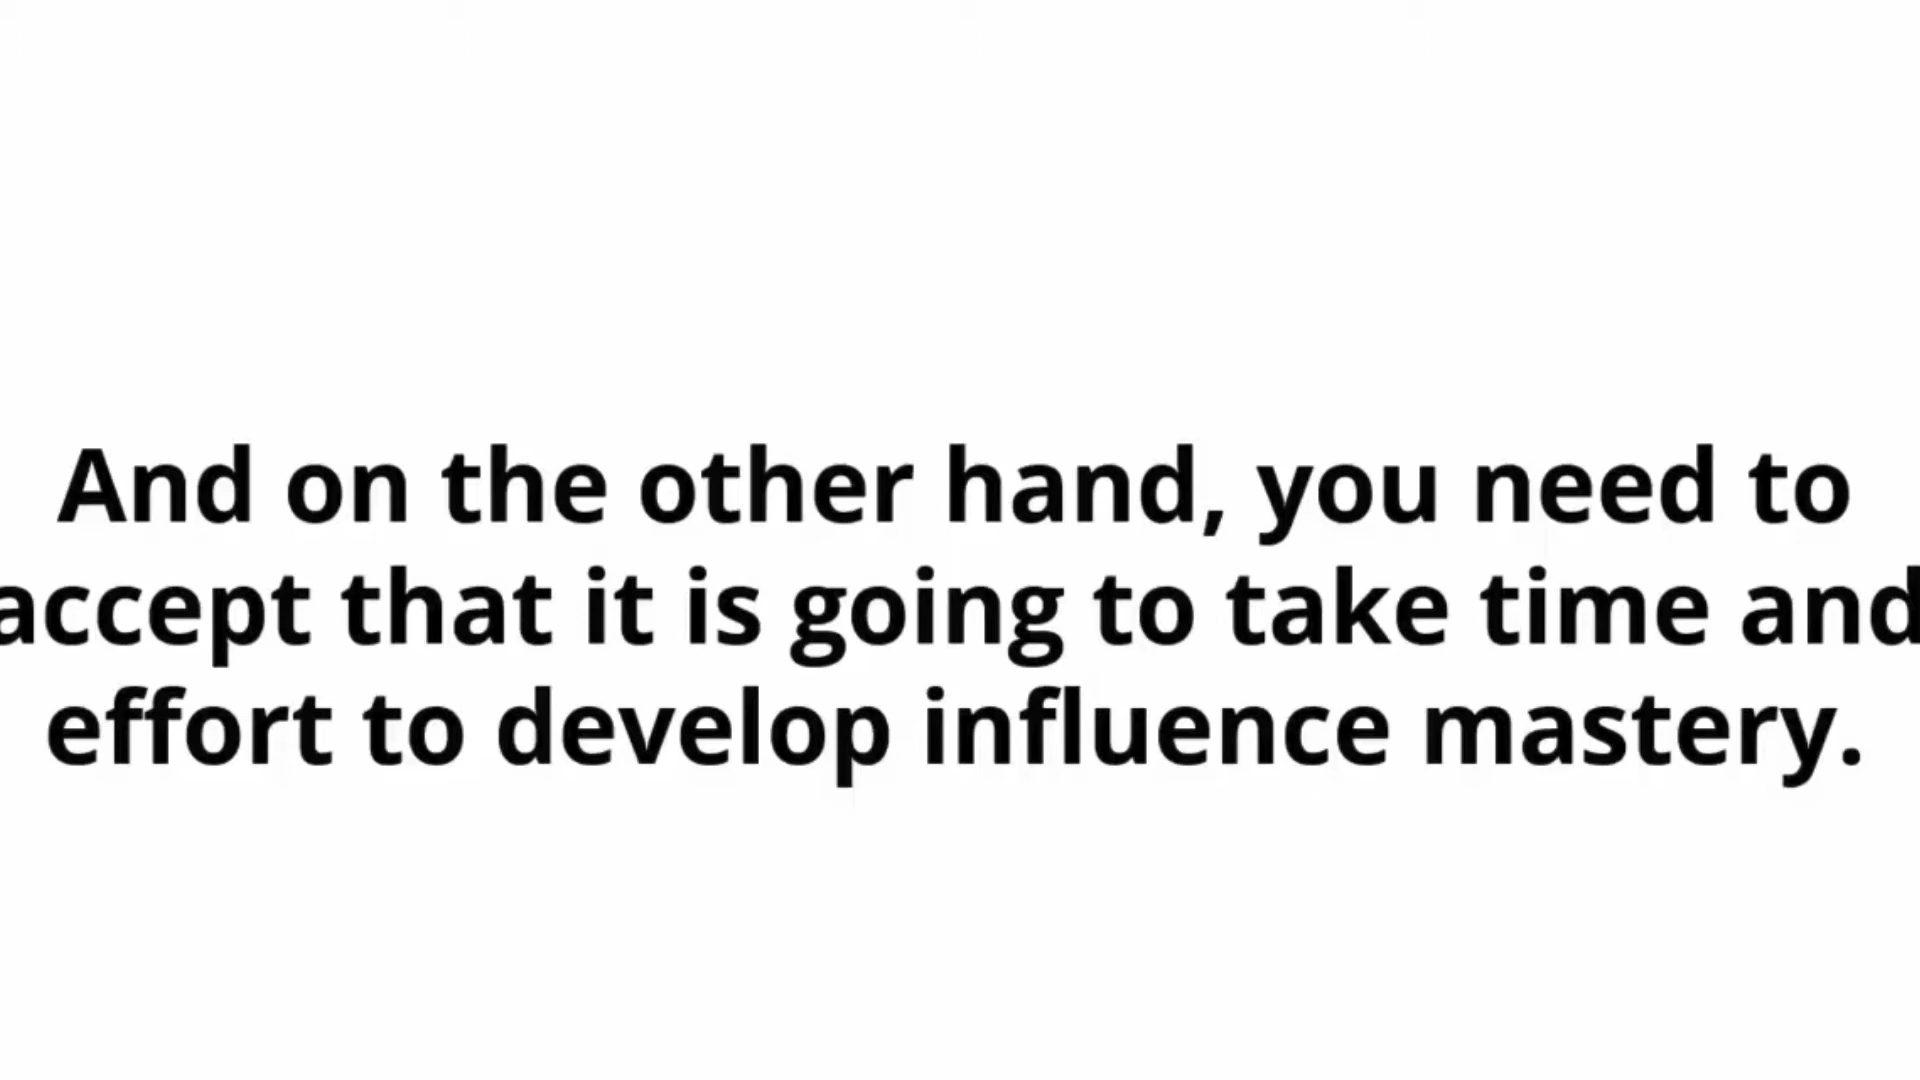 And on the other hand, you need to
accept that it is going to take time and
effort to develop influence mastery.